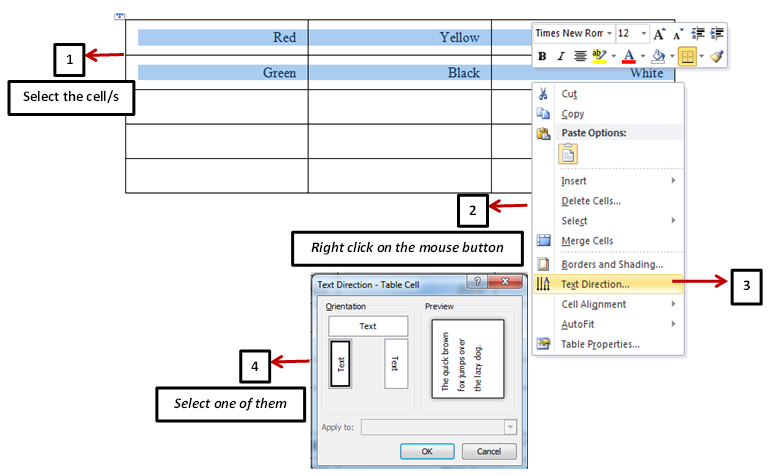 Times New Rom 12 A A
B I ab A
1
Red Yellow
Select the cell/s
Green Black White
Cut
Copy
Paste Options:
Insert
Delete Cells...
Select
Merge Cells
Borders and Shading...
Text Direction...
Cell Alignment
AutoFit
Table Properties...
2
Right click on the mouse button
3
Text Direction - Table Cell
Orientation Preview
Text
Text
Text
The quick brown
fox jumps over
the lazy dog.
4
Select one of them
Apply to:
OK Cancel